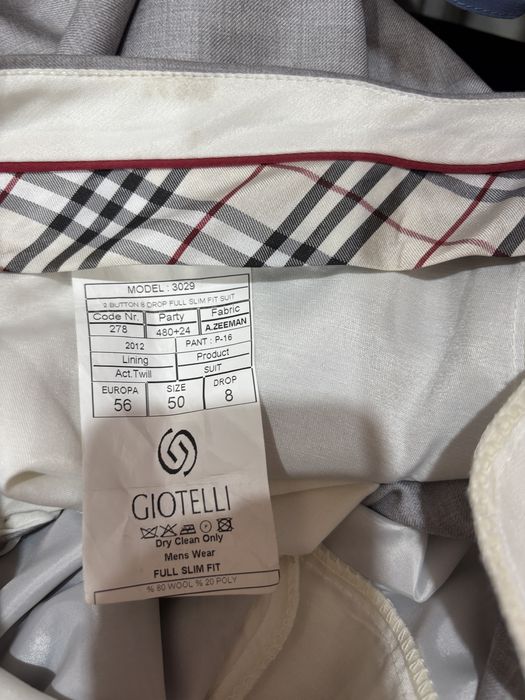 MODEL : 3029
2 BUTTON 8 DROP FULL SLIM FIT SUIT
Code Nr. Party Fabric
278 480+24 A.ZEEMAN
2012 PANT : P-16
Lining Product
Act.Twill SUIT
EUROPA SIZE DROP
56 50 8
GIOTELLI
Dry Clean Only
Mens Wear
FULL SLIM FIT
% 80 WOOL % 20 POLY